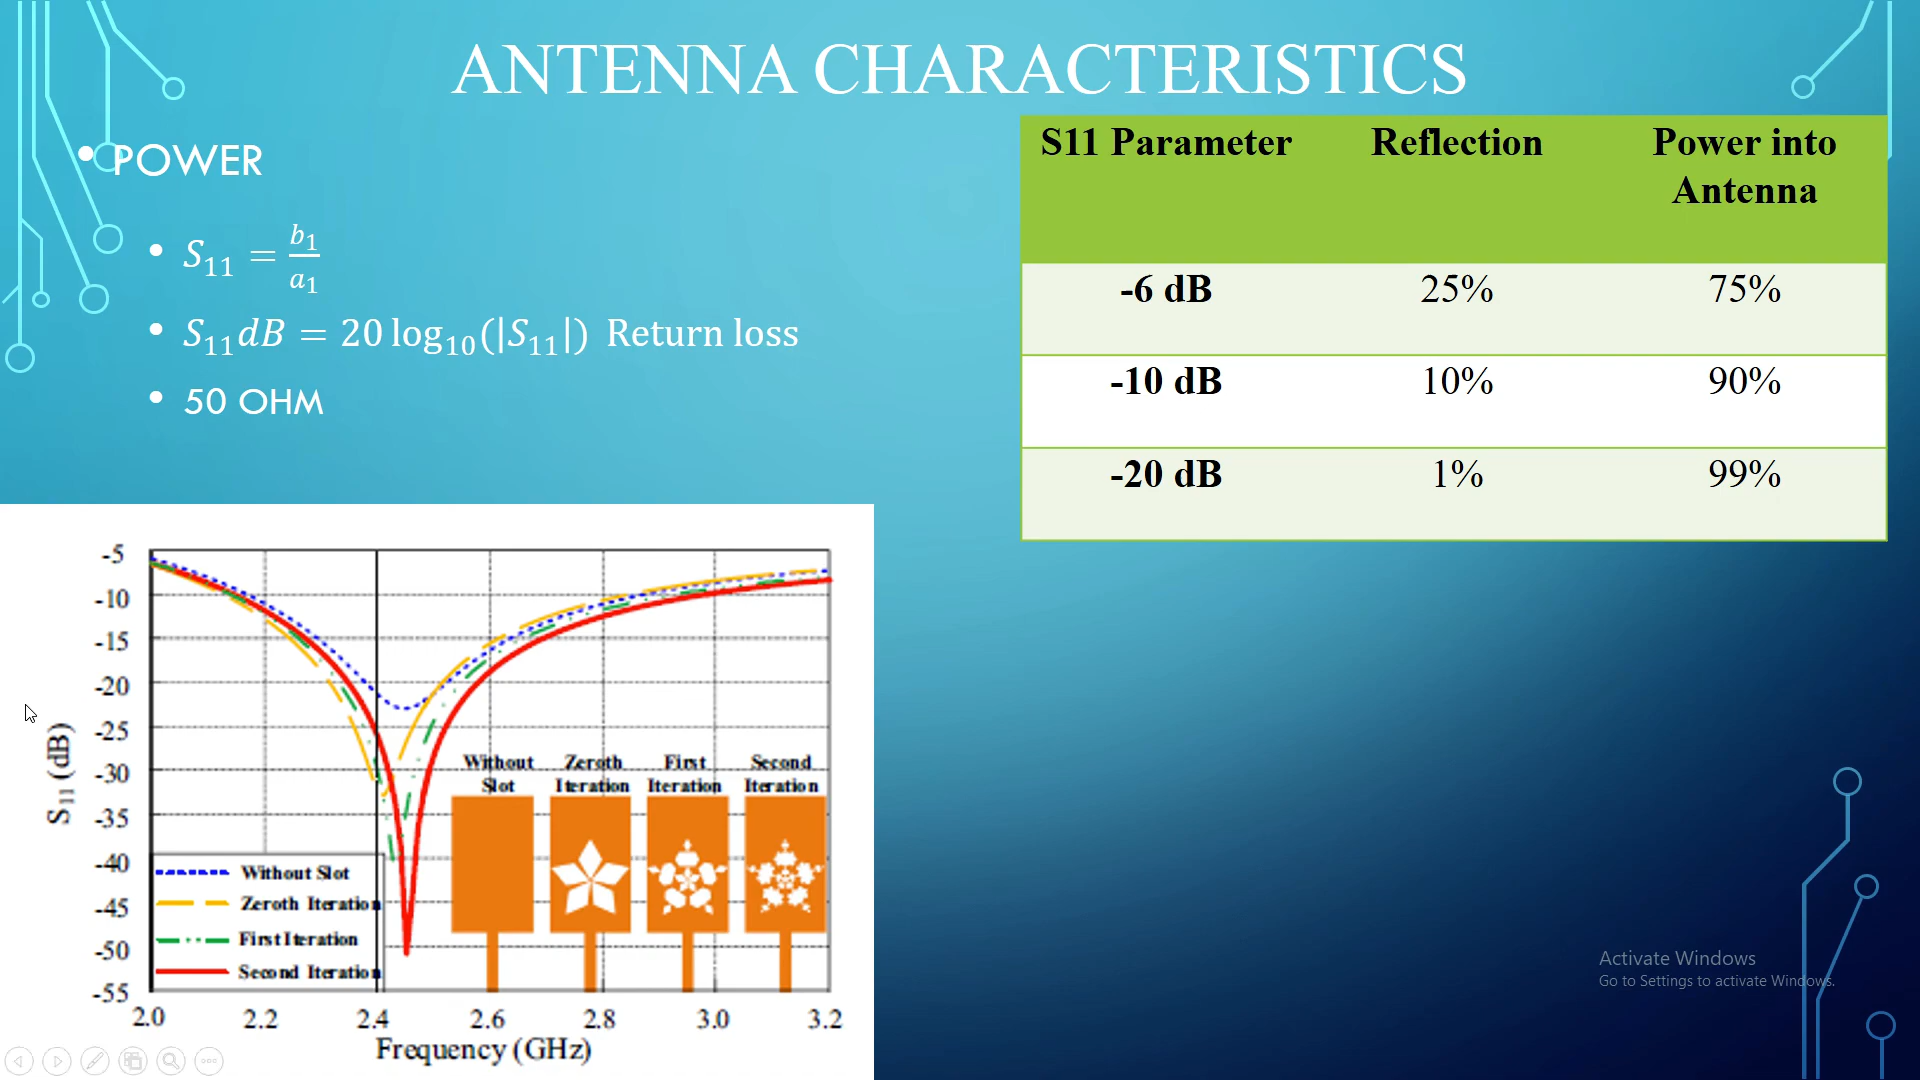 ANTENNA CHARACTERISTICS
• POWER
• S₁₁ = b₁/a₁
• S₁₁dB = 20 log₁₀(|S₁₁|) Return loss
• 50 OHM
S11 Parameter Reflection Power into Antenna
-6 dB 25% 75%
-10 dB 10% 90%
-20 dB 1% 99%
-5
-10
-15
-20
-25
-30
-35
-40
-45
-50
-55
S₁₁ (dB)
Without Slot
Zeroth Iteration
First Iteration
Second Iteration
Without Slot
Zeroth Iteration
First Iteration
Second Iteration
2.0 2.2 2.4 2.6 2.8 3.0 3.2
Frequency (GHz)
Activate Windows
Go to Settings to activate Windows.